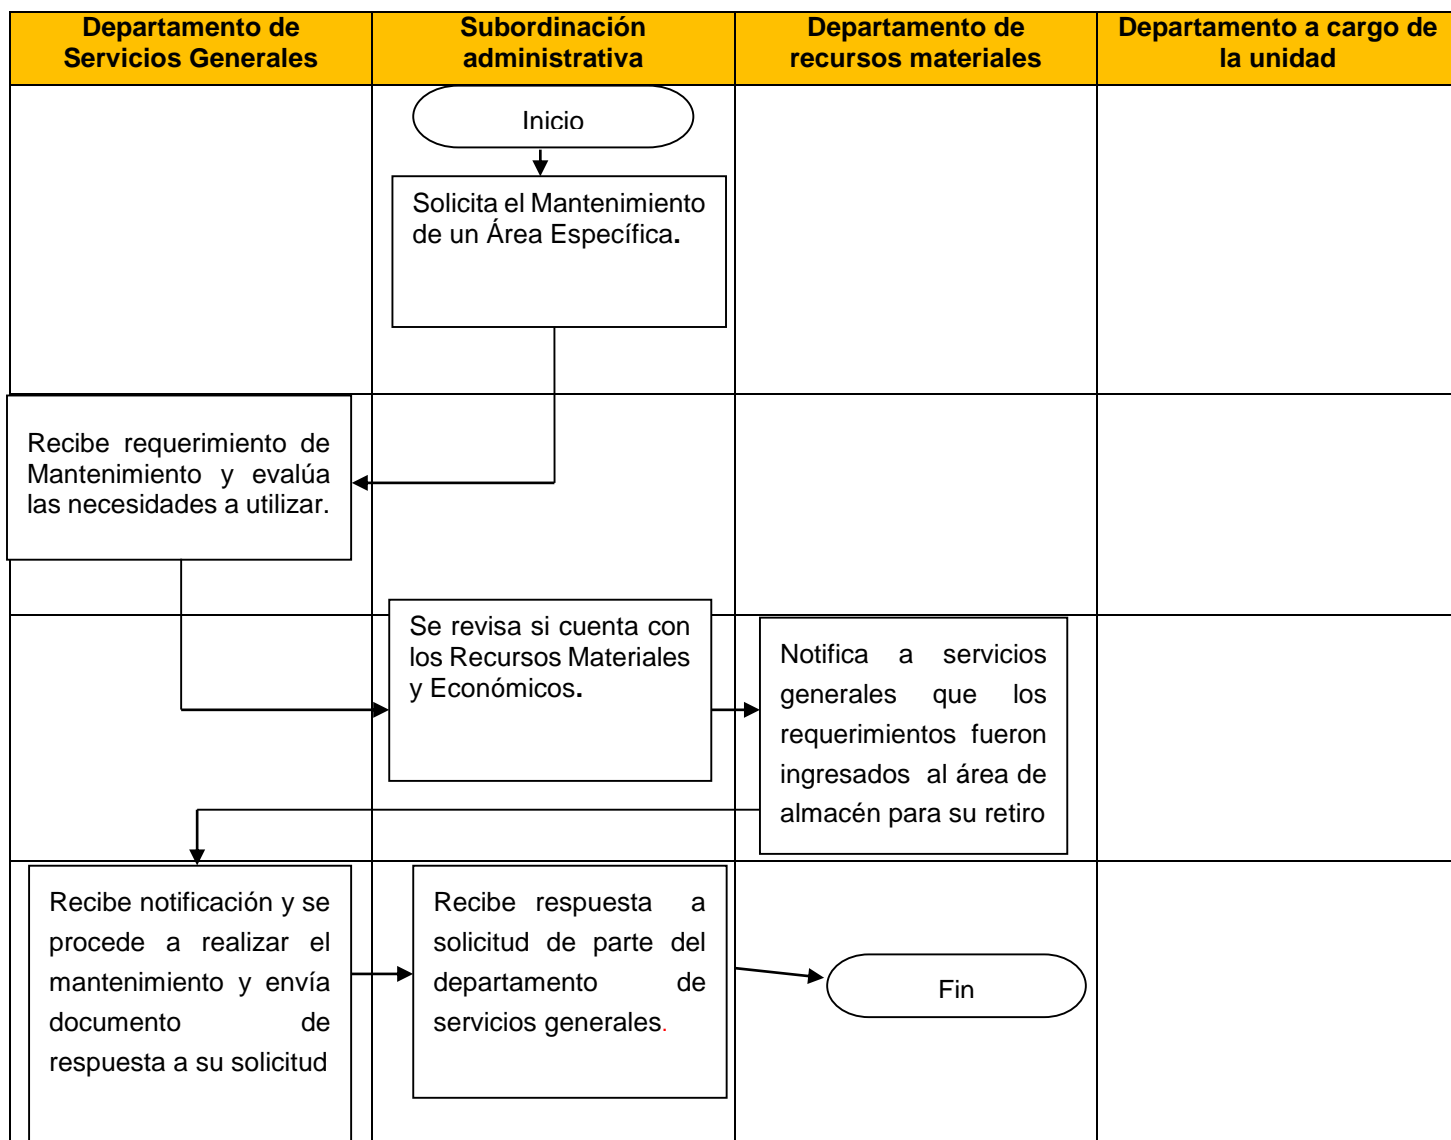 Departamento de
Servicios Generales
Subordinación
administrativa
Departamento de
recursos materiales
Departamento a cargo de
la unidad
Inicio
Solicita el Mantenimiento
de un Área Específica.
Recibe requerimiento de
Mantenimiento y evalúa
las necesidades a utilizar.
Se revisa si cuenta con
los Recursos Materiales
y Económicos.
Notifica a servicios
generales que los
requerimientos fueron
ingresados al área de
almacén para su retiro
Recibe notificación y se
procede a realizar el
mantenimiento y envía
documento de
respuesta a su solicitud
Recibe respuesta a
solicitud de parte del
departamento de
servicios generales.
Fin